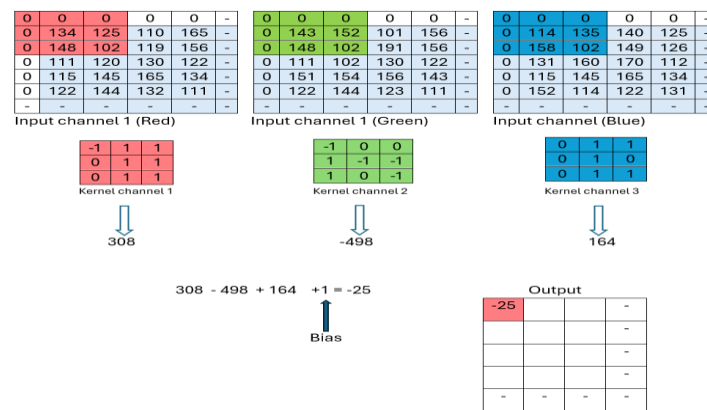 0 0 0 0 0 -
0 134 125 110 165 -
0 148 102 119 156 -
0 111 120 130 122 -
0 115 145 165 134 -
0 122 144 132 111 -
- - - - - -
Input channel 1 (Red)
0 0 0 0 0 -
0 143 152 101 156 -
0 148 102 191 156 -
0 111 102 130 122 -
0 151 154 156 143 -
0 122 144 123 111 -
- - - - - -
Input channel 1 (Green)
0 0 0 0 0 -
0 114 135 140 125 -
0 158 102 149 126 -
0 131 160 170 112 -
0 115 145 165 134 -
0 152 114 122 131 -
- - - - - -
Input channel (Blue)
-1 1 1
0 1 1
0 1 1
Kernel channel 1
308
-1 0 0
1 -1 -1
1 0 -1
Kernel channel 2
-498
0 1 1
0 1 0
0 1 1
Kernel channel 3
164
308 - 498 + 164 +1 = -25
Bias
Output
-25 -
-
-
-
- - - -